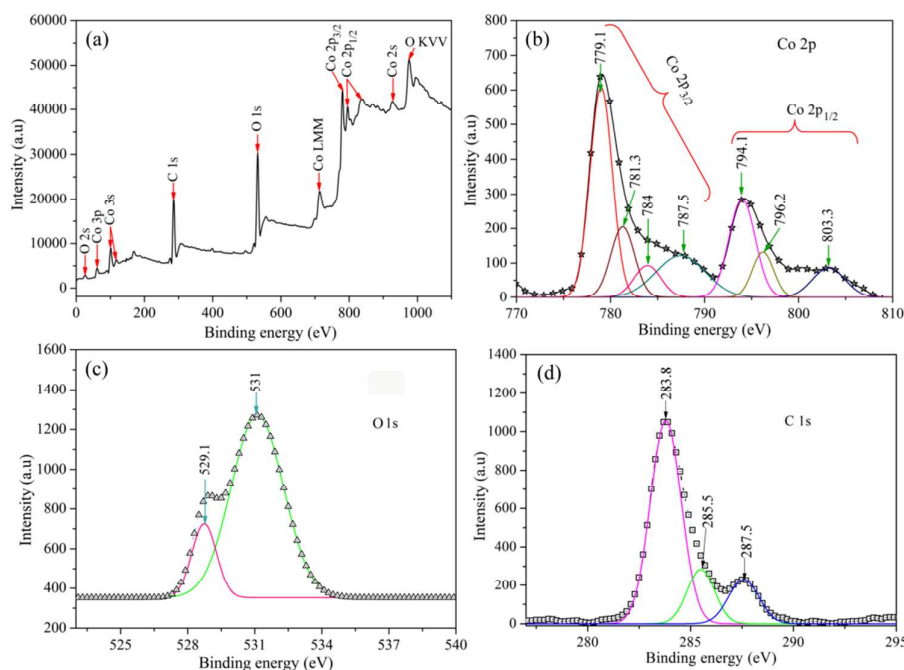 (a)
O 2s
Co 3p
Co 3s
C 1s
O 1s
Co LMM
Co 2p3/2
Co 2p1/2
Co 2s
O KVV
60000
50000
40000
30000
20000
10000
0
Intensity (a.u)
0 200 400 600 800 1000
Binding energy (eV)
(b)
Co 2p
779.1
781.3
784
787.5
794.1
796.2
803.3
Co 2P3/2
Co 2p1/2
800
700
600
500
400
300
200
100
0
Intensity (a.u)
770 780 790 800 810
Binding energy (eV)
(c)
529.1
531
O 1s
1600
1400
1200
1000
800
600
400
200
Intensity (a.u)
525 528 531 534 537 540
Binding energy (eV)
(d)
283.8
285.5
287.5
C 1s
1400
1200
1000
800
600
400
200
0
Intensity (a.u)
280 285 290 295
Binding energy (eV)